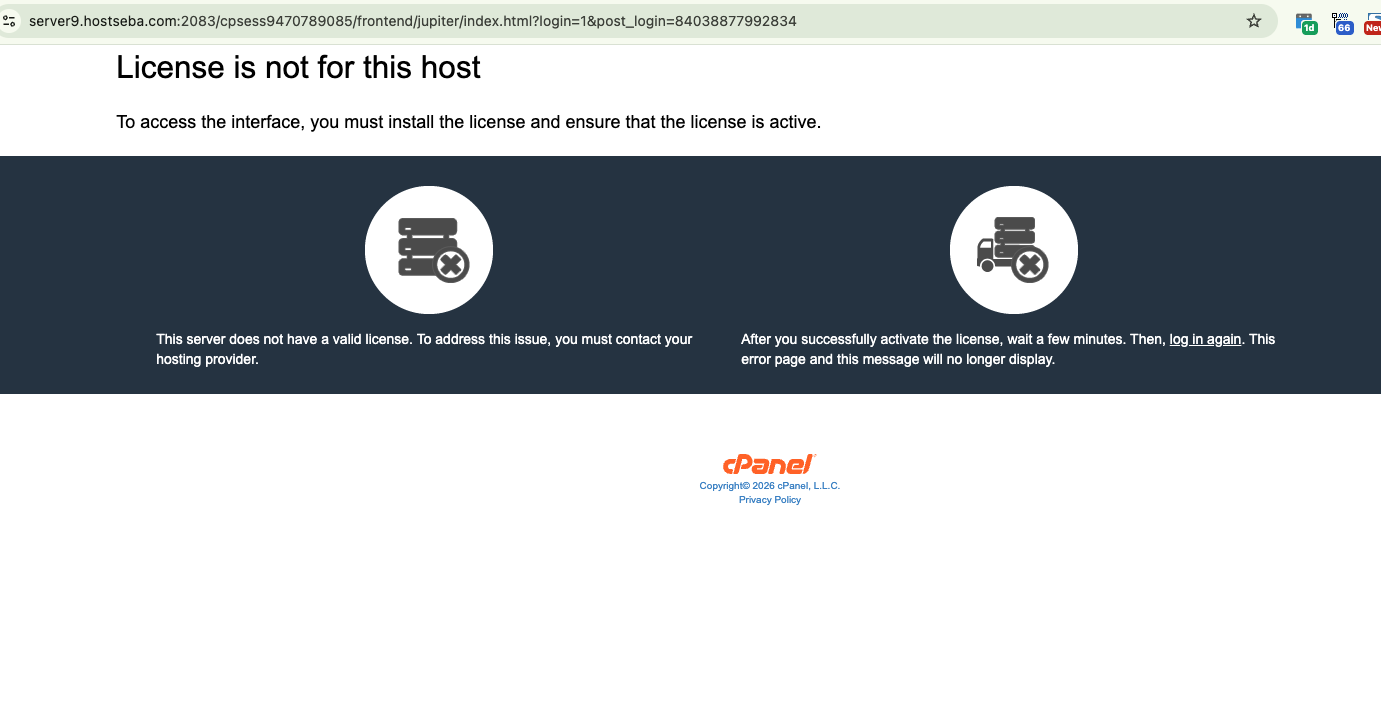 server9.hostseba.com:2083/cpsess9470789085/frontend/jupiter/index.html?login=1&post_login=84038877992834
1d
66
New
License is not for this host
To access the interface, you must install the license and ensure that the license is active.
This server does not have a valid license. To address this issue, you must contact your
hosting provider.
After you successfully activate the license, wait a few minutes. Then, log in again. This
error page and this message will no longer display.
cPanel®
Copyright© 2026 cPanel, L.L.C.
Privacy Policy